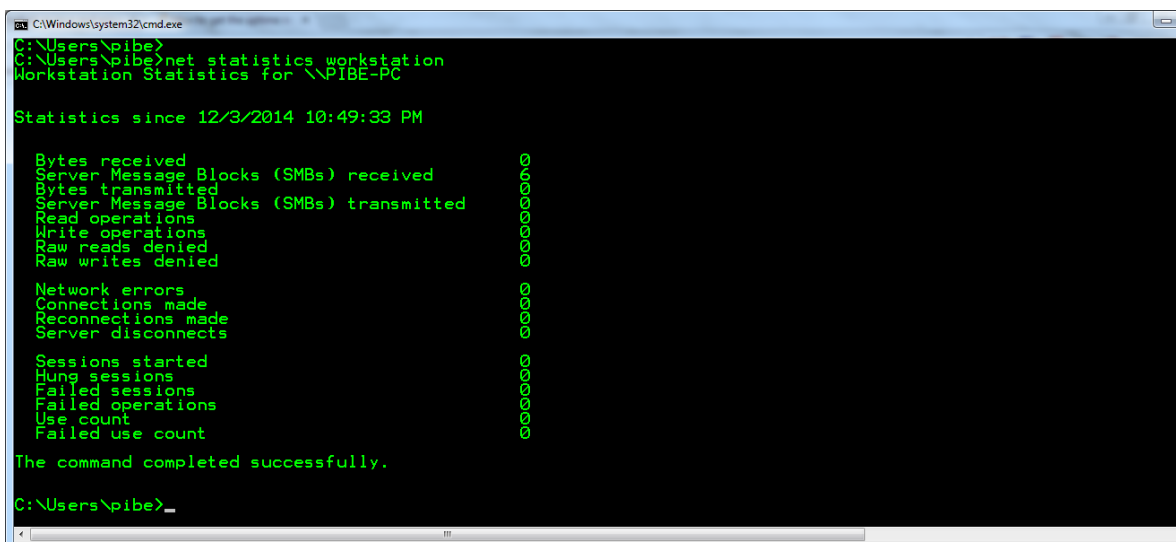 C:\Windows\system32\cmd.exe
C:\Users\pibe>
C:\Users\pibe>net statistics workstation
Workstation Statistics for \\PIBE-PC
Statistics since 12/3/2014 10:49:33 PM
Bytes received 0
Server Message Blocks (SMBs) received 6
Bytes transmitted 0
Server Message Blocks (SMBs) transmitted 0
Read operations 0
Write operations 0
Raw reads denied 0
Raw writes denied 0
Network errors 0
Connections made 0
Reconnections made 0
Server disconnects 0
Sessions started 0
Hung sessions 0
Failed sessions 0
Failed operations 0
Use count 0
Failed use count 0
The command completed successfully.
C:\Users\pibe>_